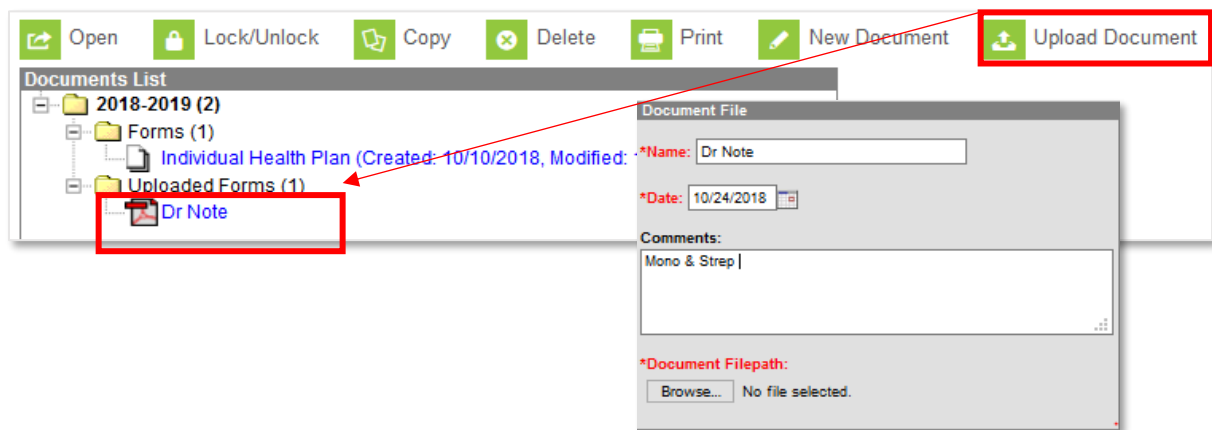 Open Lock/Unlock Copy Delete Print New Document Upload Document
Documents List
2018-2019 (2)
Forms (1)
Individual Health Plan (Created: 10/10/2018, Modified:
Uploaded Forms (1)
Dr Note
Document File
*Name: Dr Note
*Date: 10/24/2018
Comments:
Mono & Strep
*Document Filepath:
Browse... No file selected.